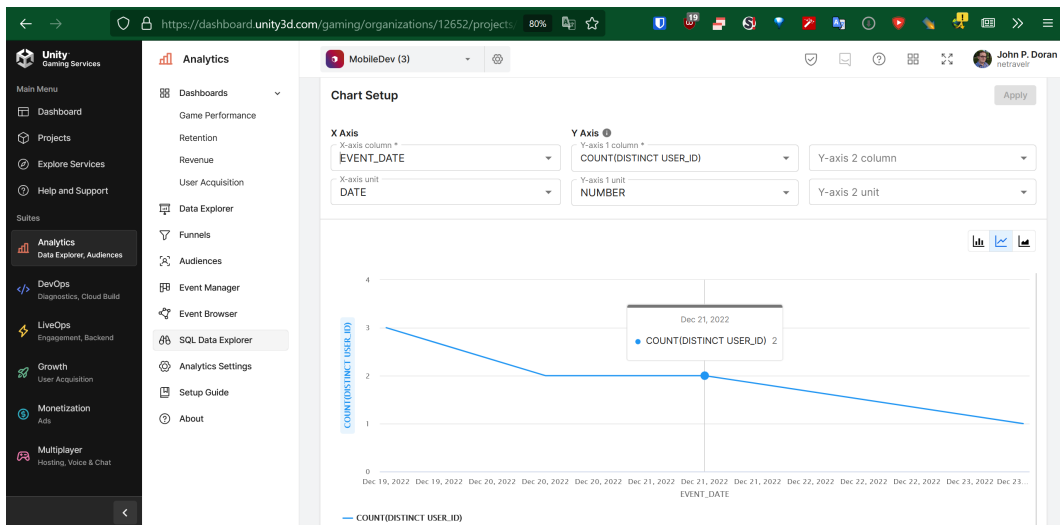 https://dashboard.unity3d.com/gaming/organizations/12652/projects
80%
19
Unity
Gaming Services
Main Menu
Dashboard
Projects
Explore Services
Help and Support
Suites
Analytics
Data Explorer, Audiences
DevOps
Diagnostics, Cloud Build
LiveOps
Engagement, Backend
Growth
User Acquisition
Monetization
Ads
Multiplayer
Hosting, Voice & Chat
Analytics
Dashboards
Game Performance
Retention
Revenue
User Acquisition
Data Explorer
Funnels
Audiences
Event Manager
Event Browser
SQL Data Explorer
Analytics Settings
Setup Guide
About
MobileDev (3)
John P. Doran
netravelr
Chart Setup
Apply
X Axis
X-axis column *
EVENT_DATE
X-axis unit
DATE
Y Axis
Y-axis 1 column *
COUNT(DISTINCT USER_ID)
Y-axis 1 unit
NUMBER
Y-axis 2 column
Y-axis 2 unit
4
3
2
1
0
COUNT(DISTINCT USER_ID)
Dec 21, 2022
COUNT(DISTINCT USER_ID) 2
Dec 19, 2022 Dec 19, 2022 Dec 20, 2022 Dec 20, 2022 Dec 20, 2022 Dec 21, 2022 Dec 21, 2022 Dec 21, 2022 Dec 22, 2022 Dec 22, 2022 Dec 22, 2022 Dec 23, 2022 Dec 23...
EVENT_DATE
COUNT(DISTINCT USER_ID)